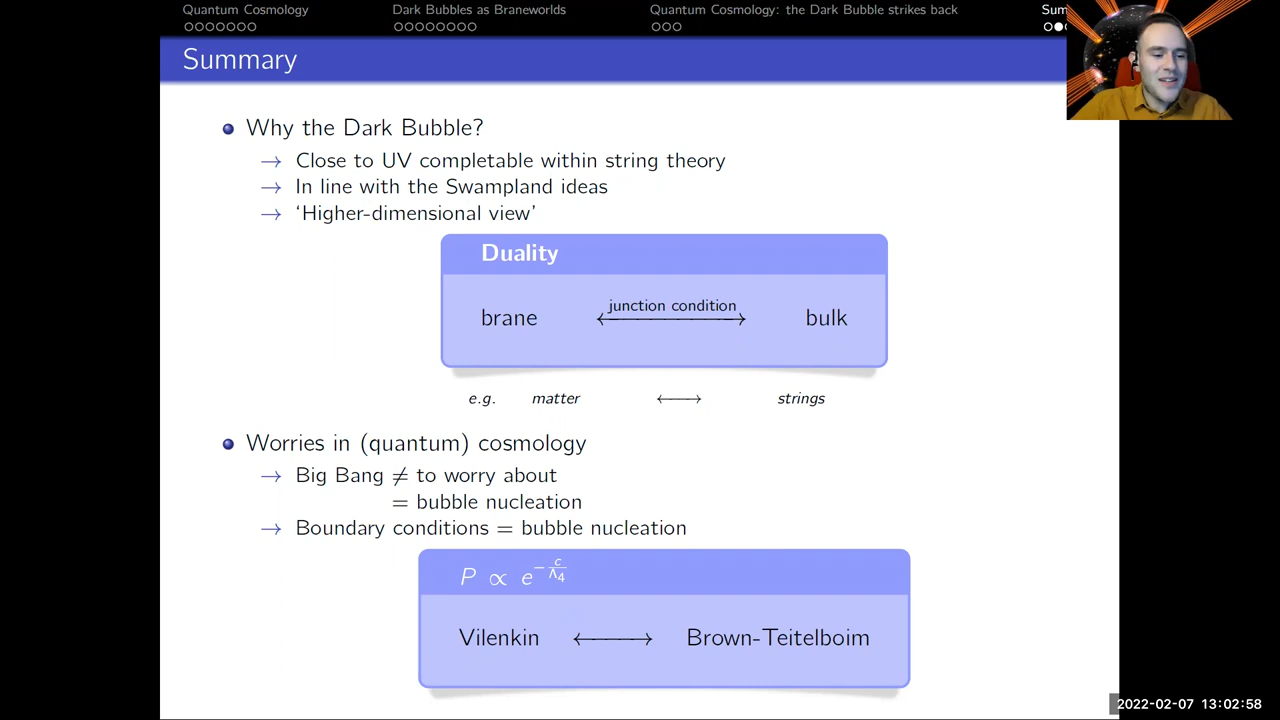 Quantum Cosmology Dark Bubbles as Braneworlds Quantum Cosmology: the Dark Bubble strikes back Sum
Summary
Why the Dark Bubble?
→ Close to UV completable within string theory
→ In line with the Swampland ideas
→ ‘Higher-dimensional view’
Duality
junction condition
brane ⟷ bulk
e.g. matter ⟷ strings
Worries in (quantum) cosmology
→ Big Bang ≠ to worry about
= bubble nucleation
→ Boundary conditions = bubble nucleation
P ∝ e^{-c/Λ₄}
Vilenkin ⟷ Brown-Teitelboim
2022-02-07 13:02:58